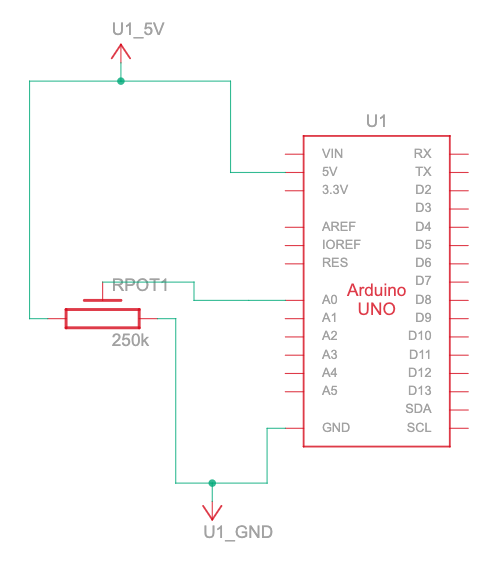 U1_5V
U1
VIN RX
5V TX
3.3V D2
D3
AREF D4
IOREF D5
RES D6
D7
RPOT1
Arduino
UNO
A0 D8
A1 D9
A2 D10
A3 D11
A4 D12
A5 D13
SDA
GND SCL
250k
U1_GND